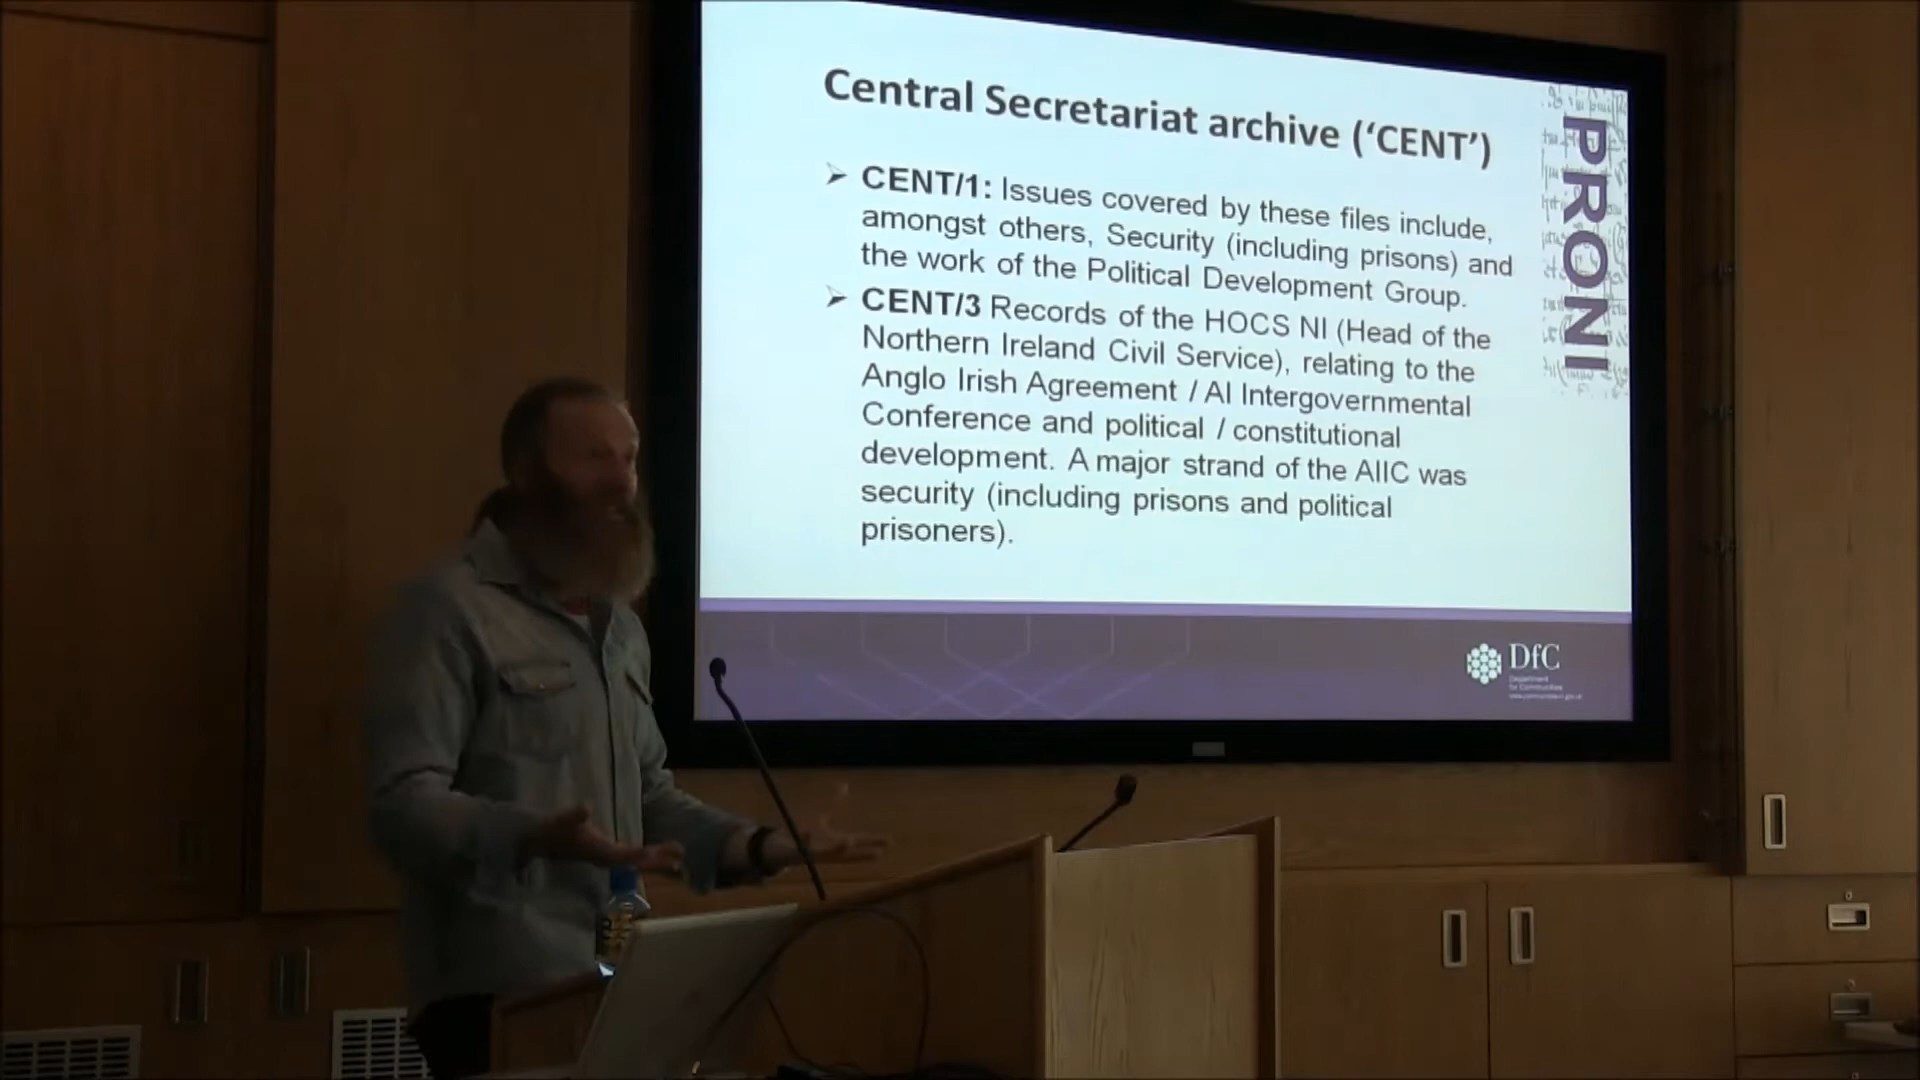 Central Secretariat archive (‘CENT’)
➢ CENT/1: Issues covered by these files include,
amongst others, Security (including prisons) and
the work of the Political Development Group.
➢ CENT/3 Records of the HOCS NI (Head of the
Northern Ireland Civil Service), relating to the
Anglo Irish Agreement / AI Intergovernmental
Conference and political / constitutional
development. A major strand of the AIIC was
security (including prisons and political
prisoners).
PRONI
DfC
Department
for Communities